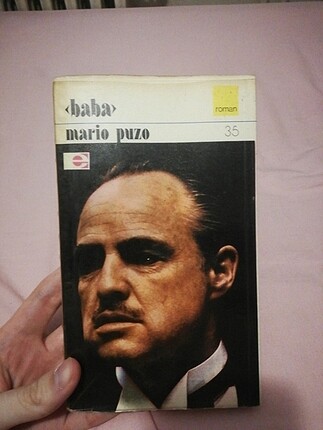 ‹baba›
roman
mario puzo 35
e